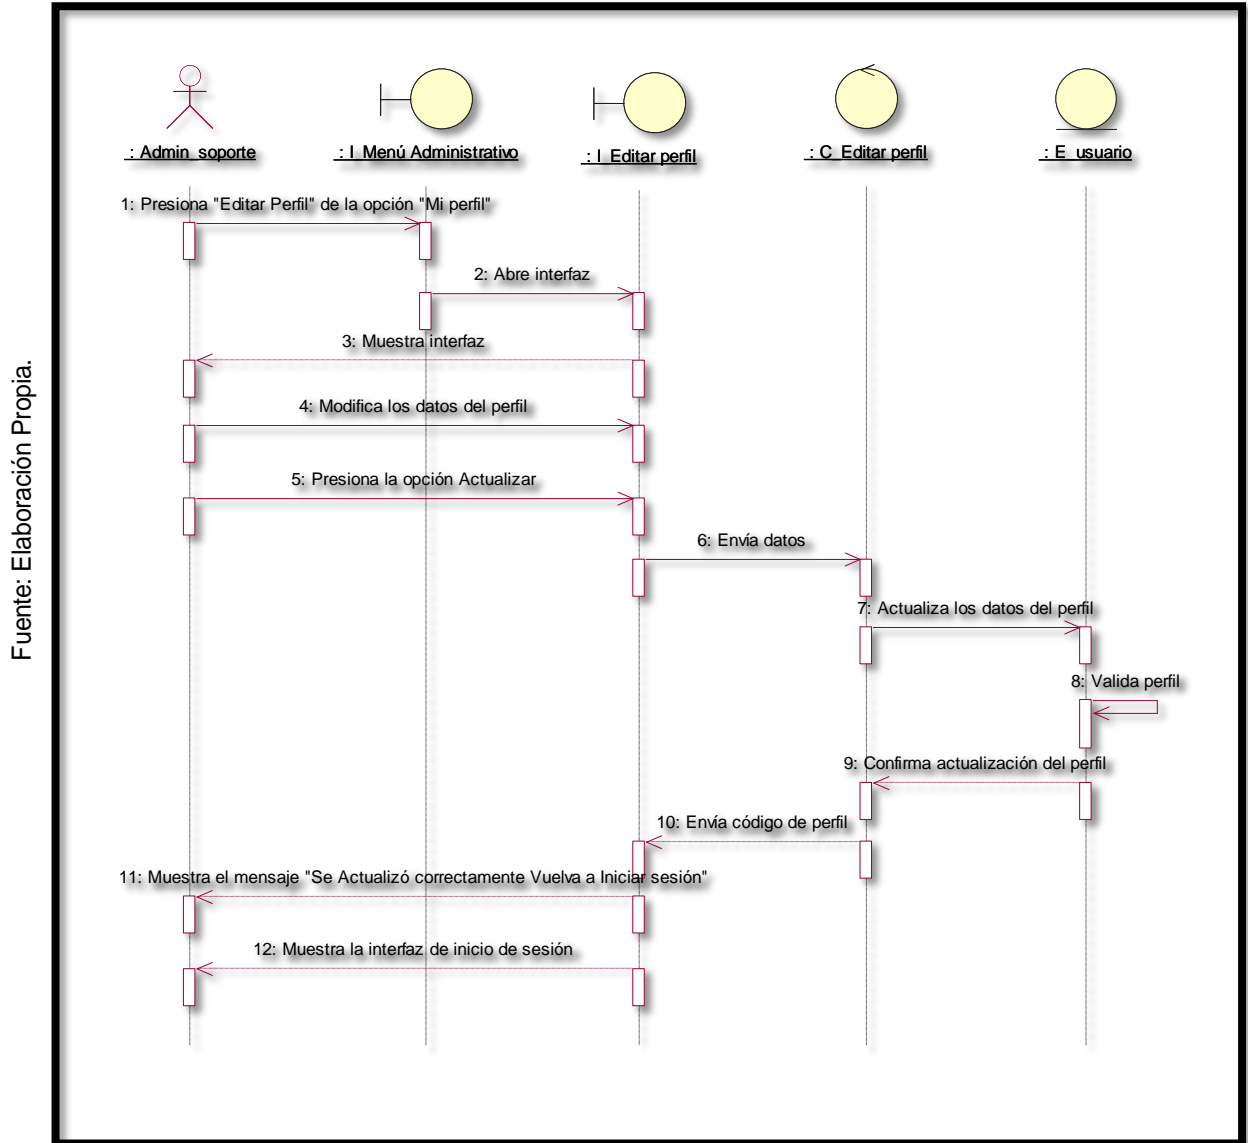 : Admin_soporte
: I_Menú Administrativo
: I_Editar perfil
: C_Editar perfil
: E_usuario
1: Presiona "Editar Perfil" de la opción "Mi perfil"
2: Abre interfaz
3: Muestra interfaz
4: Modifica los datos del perfil
5: Presiona la opción Actualizar
6: Envía datos
7: Actualiza los datos del perfil
8: Valida perfil
9: Confirma actualización del perfil
10: Envía código de perfil
11: Muestra el mensaje "Se Actualizó correctamente Vuelva a Iniciar sesión"
12: Muestra la interfaz de inicio de sesión
Fuente: Elaboración Propia.